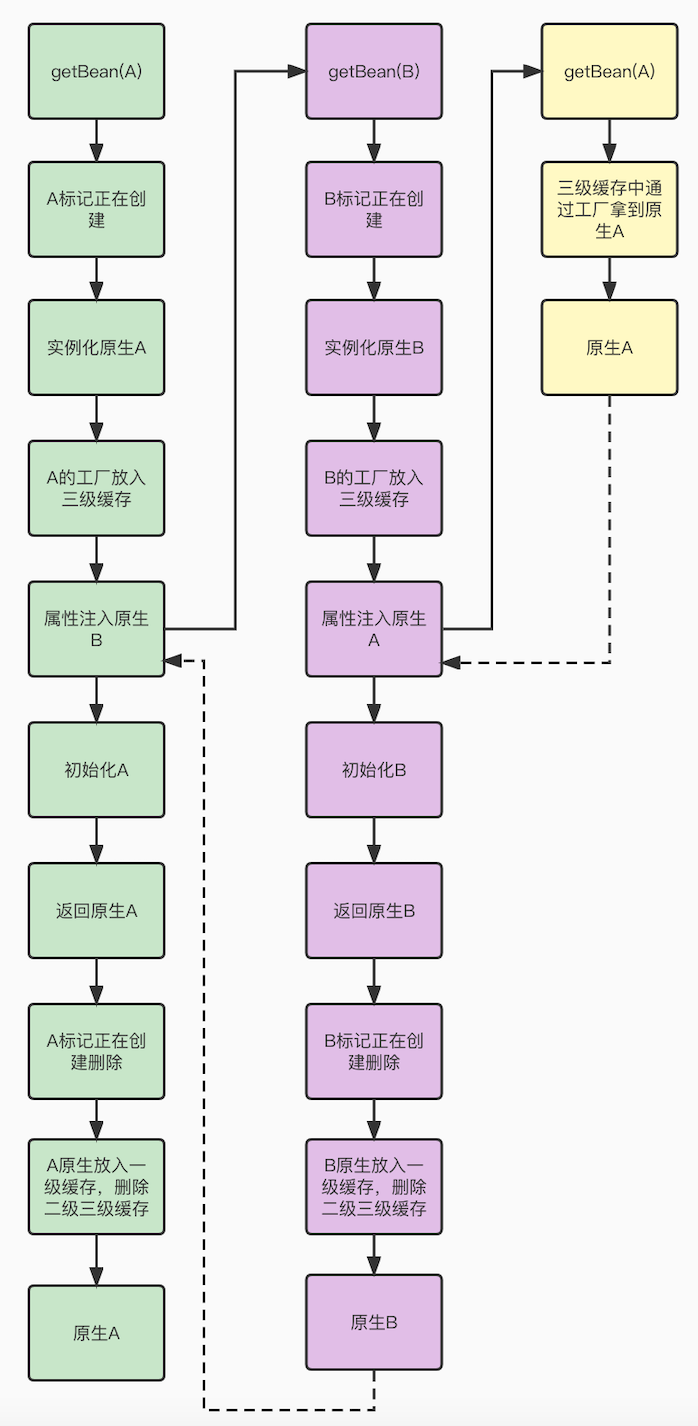 getBean(A)
A标记正在创
建
实例化原生A
A的工厂放入
三级缓存
属性注入原生
B
初始化A
返回原生A
A标记正在创
建删除
A原生放入一
级缓存，删除
二级三级缓存
原生A
getBean(B)
B标记正在创
建
实例化原生B
B的工厂放入
三级缓存
属性注入原生
A
初始化B
返回原生B
B标记正在创
建删除
B原生放入一
级缓存，删除
二级三级缓存
原生B
getBean(A)
三级缓存中通
过工厂拿到原
生A
原生A